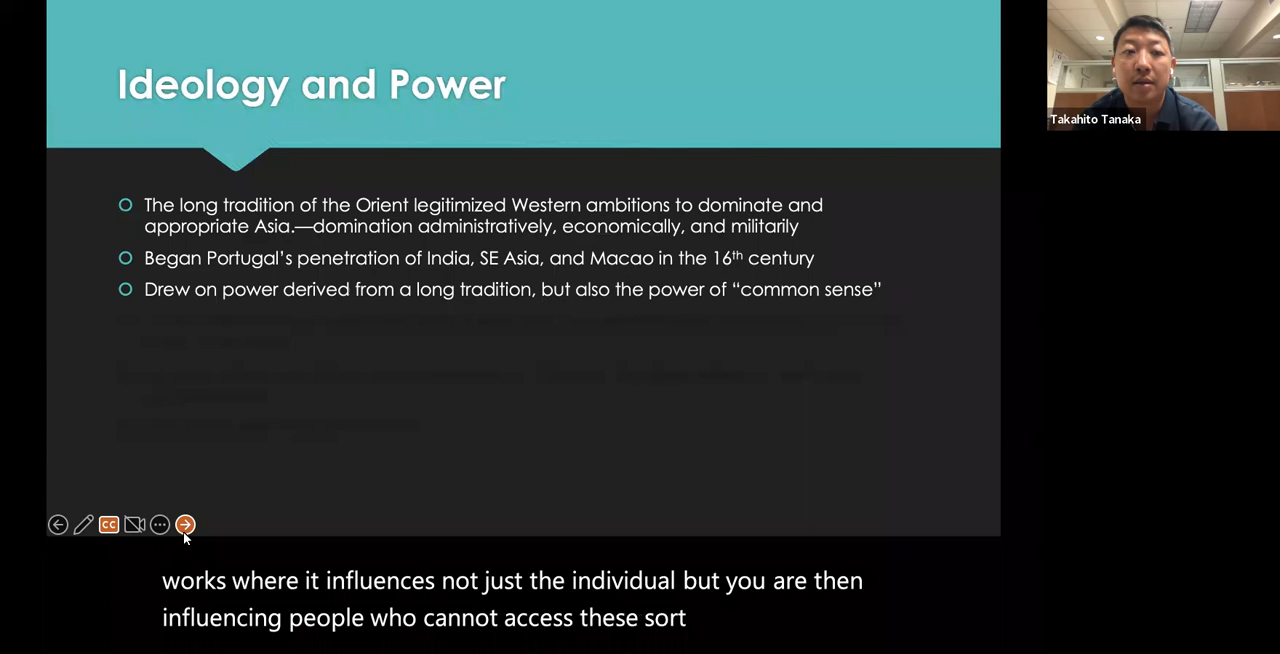 Ideology and Power
The long tradition of the Orient legitimized Western ambitions to dominate and
appropriate Asia.—domination administratively, economically, and militarily
Began Portugal’s penetration of India, SE Asia, and Macao in the 16th century
Drew on power derived from a long tradition, but also the power of “common sense”
CC
works where it influences not just the individual but you are then
influencing people who cannot access these sort
Takahito Tanaka